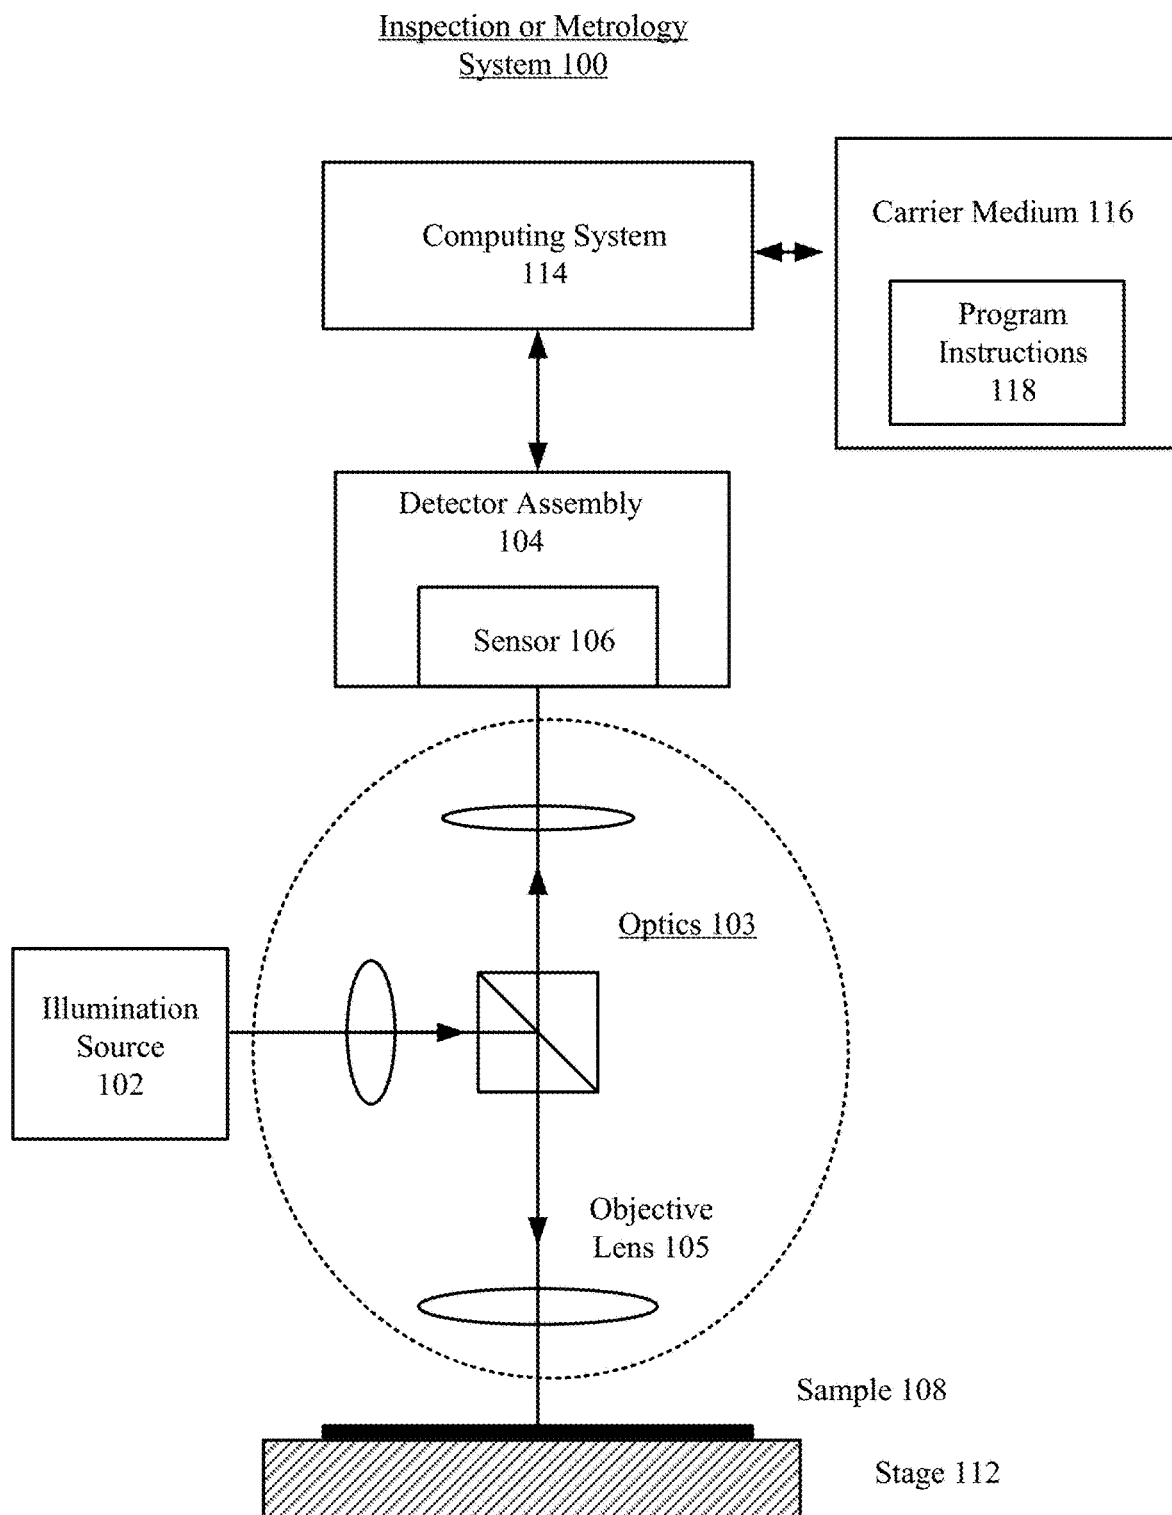 Inspection or Metrology
System 100
Computing System
114
Carrier Medium 116
Program
Instructions
118
Detector Assembly
104
Sensor 106
Optics 103
Illumination
Source
102
Objective
Lens 105
Sample 108
Stage 112